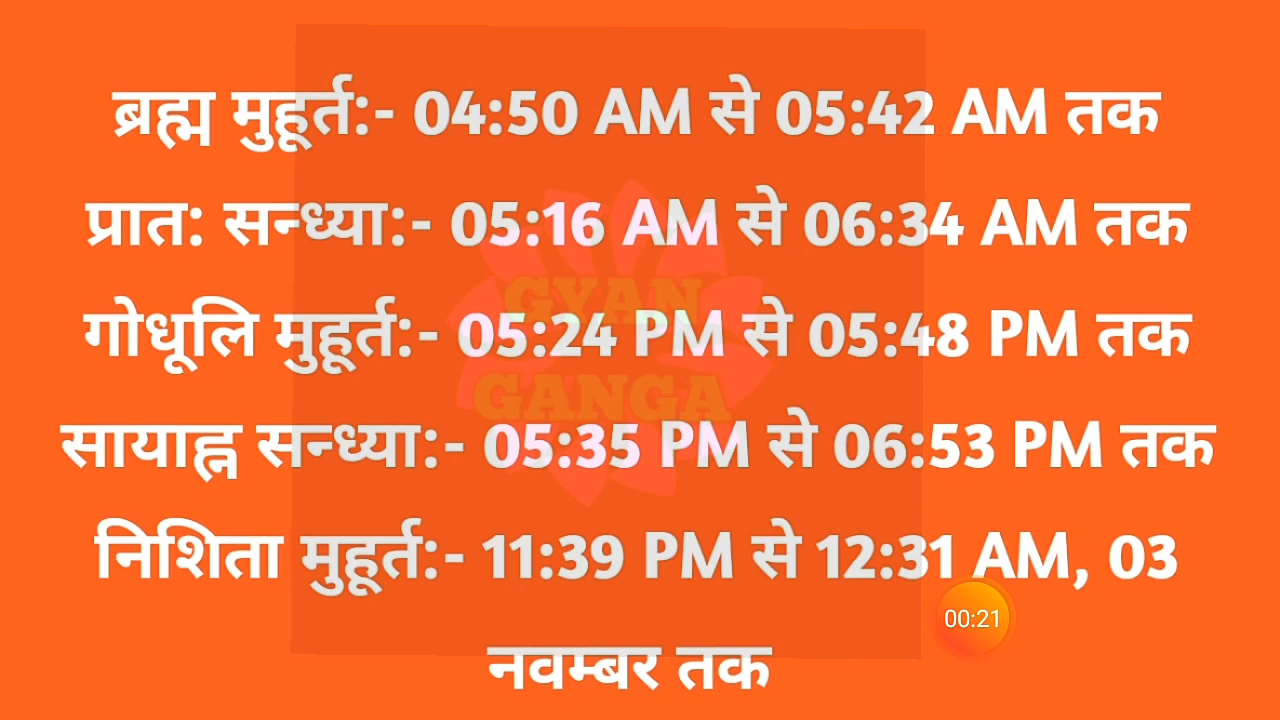 ब्रह्म मुहूर्त:- 04:50 AM से 05:42 AM तक
प्रात: सन्ध्या:- 05:16 AM से 06:34 AM तक
GYAN
गोधूलि मुहूर्त:- 05:24 PM से 05:48 PM तक
GANGA
सायाह्न सन्ध्या:- 05:35 PM से 06:53 PM तक
निशिता मुहूर्त:- 11:39 PM से 12:31 AM, 03
00:21
नवम्बर तक